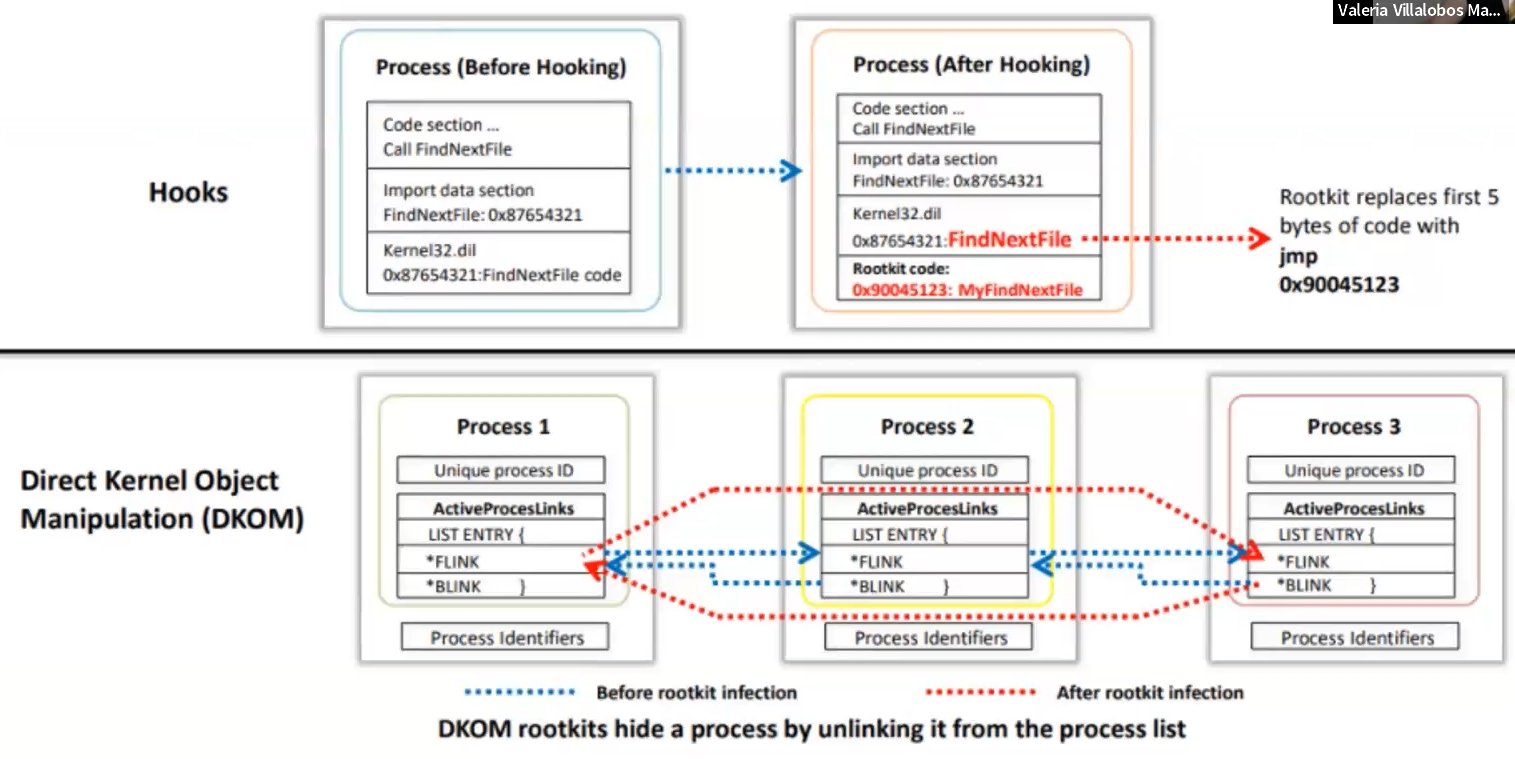 Valeria Villalobos Ma...
Hooks
Process (Before Hooking)
Code section ...
Call FindNextFile
Import data section
FindNextFile: 0x87654321
Kernel32.dil
0x87654321:FindNextFile code
Process (After Hooking)
Code section ...
Call FindNextFile
Import data section
FindNextFile: 0x87654321
Kernel32.dil
0x87654321:FindNextFile
Rootkit code:
0x90045123: MyFindNextFile
Rootkit replaces first 5
bytes of code with
jmp
0x90045123
Direct Kernel Object
Manipulation (DKOM)
Process 1
Unique process ID
ActiveProcesLinks
LIST ENTRY {
*FLINK
*BLINK }
Process Identifiers
Process 2
Unique process ID
ActiveProcesLinks
LIST ENTRY {
*FLINK
*BLINK }
Process Identifiers
Process 3
Unique process ID
ActiveProcesLinks
LIST ENTRY {
*FLINK
*BLINK }
Process Identifiers
Before rootkit infection
After rootkit infection
DKOM rootkits hide a process by unlinking it from the process list